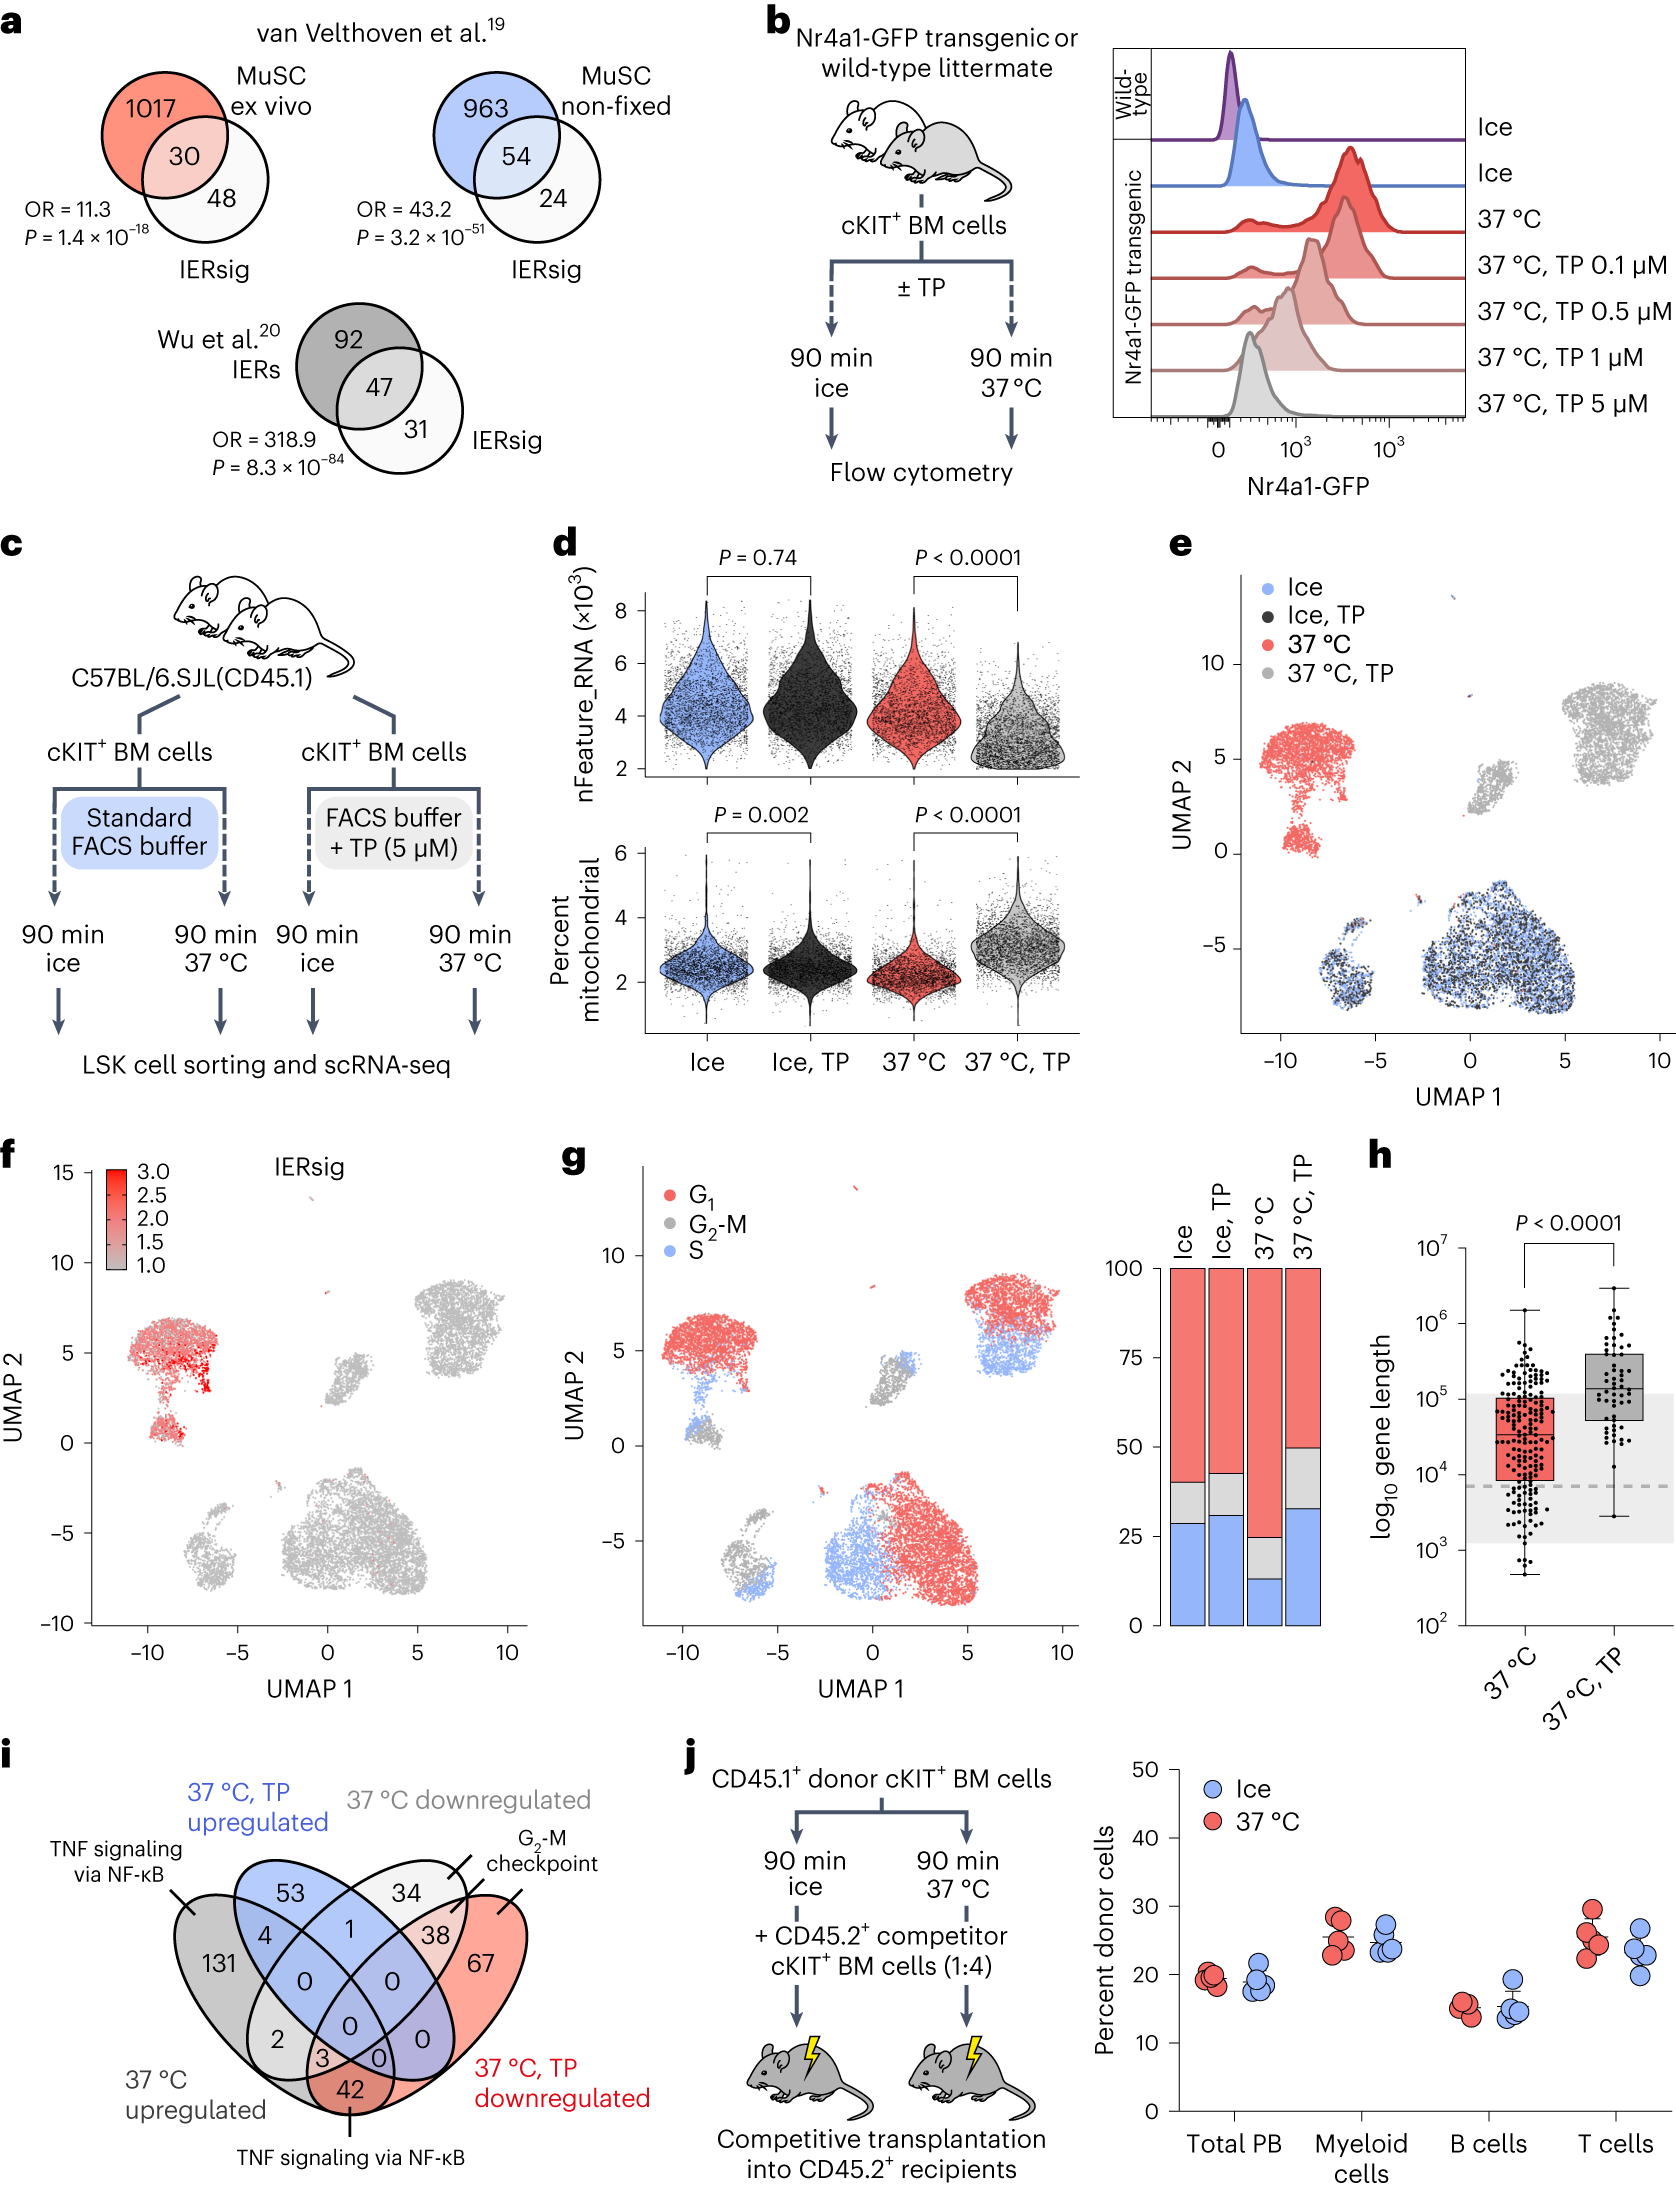 a
van Velthoven et al.19
1017
MuSC
ex vivo
30
48
OR = 11.3
P = 1.4 × 10−18
IERsig
963
MuSC
non-fixed
54
24
OR = 43.2
P = 3.2 × 10−51
IERsig
Wu et al.20
IERs
92
47
31
OR = 318.9
P = 8.3 × 10−84
IERsig
b
Nr4a1-GFP transgenic or
wild-type littermate
cKIT+ BM cells
± TP
90 min
ice
90 min
37 °C
Flow cytometry
Wild-
type
Nr4a1-GFP transgenic
Ice
Ice
37 °C
37 °C, TP 0.1 µM
37 °C, TP 0.5 µM
37 °C, TP 1 µM
37 °C, TP 5 µM
0
103
103
Nr4a1-GFP
c
C57BL/6.SJL(CD45.1)
cKIT+ BM cells
cKIT+ BM cells
Standard
FACS buffer
FACS buffer
+ TP (5 µM)
90 min
ice
90 min
37 °C
90 min
ice
90 min
37 °C
LSK cell sorting and scRNA-seq
d
P = 0.74
P < 0.0001
nFeature_RNA (×103)
8
6
4
2
P = 0.002
P < 0.0001
Percent
mitochondrial
6
4
2
Ice
Ice, TP
37 °C
37 °C, TP
e
Ice
Ice, TP
37 °C
37 °C, TP
UMAP 2
10
5
0
−5
−10
−5
0
5
10
UMAP 1
f
IERsig
3.0
2.5
2.0
1.5
1.0
UMAP 2
15
10
5
0
−5
−10
−10
−5
0
5
10
UMAP 1
g
G1
G2-M
S
UMAP 2
10
5
0
−5
−10
−5
0
5
10
UMAP 1
Ice
Ice, TP
37 °C
37 °C, TP
100
75
50
25
0
h
P < 0.0001
log10 gene length
107
106
105
104
103
102
37 °C
37 °C, TP
i
37 °C, TP
upregulated
37 °C downregulated
TNF signaling
via NF-κB
G2-M
checkpoint
53
34
4
1
38
131
67
0
0
2
0
0
3
0
42
37 °C
upregulated
37 °C, TP
downregulated
TNF signaling via NF-κB
j
CD45.1+ donor cKIT+ BM cells
90 min
ice
90 min
37 °C
+ CD45.2+ competitor
cKIT+ BM cells (1:4)
Competitive transplantation
into CD45.2+ recipients
Ice
37 °C
Percent donor cells
50
40
30
20
10
0
Total PB
Myeloid
cells
B cells
T cells